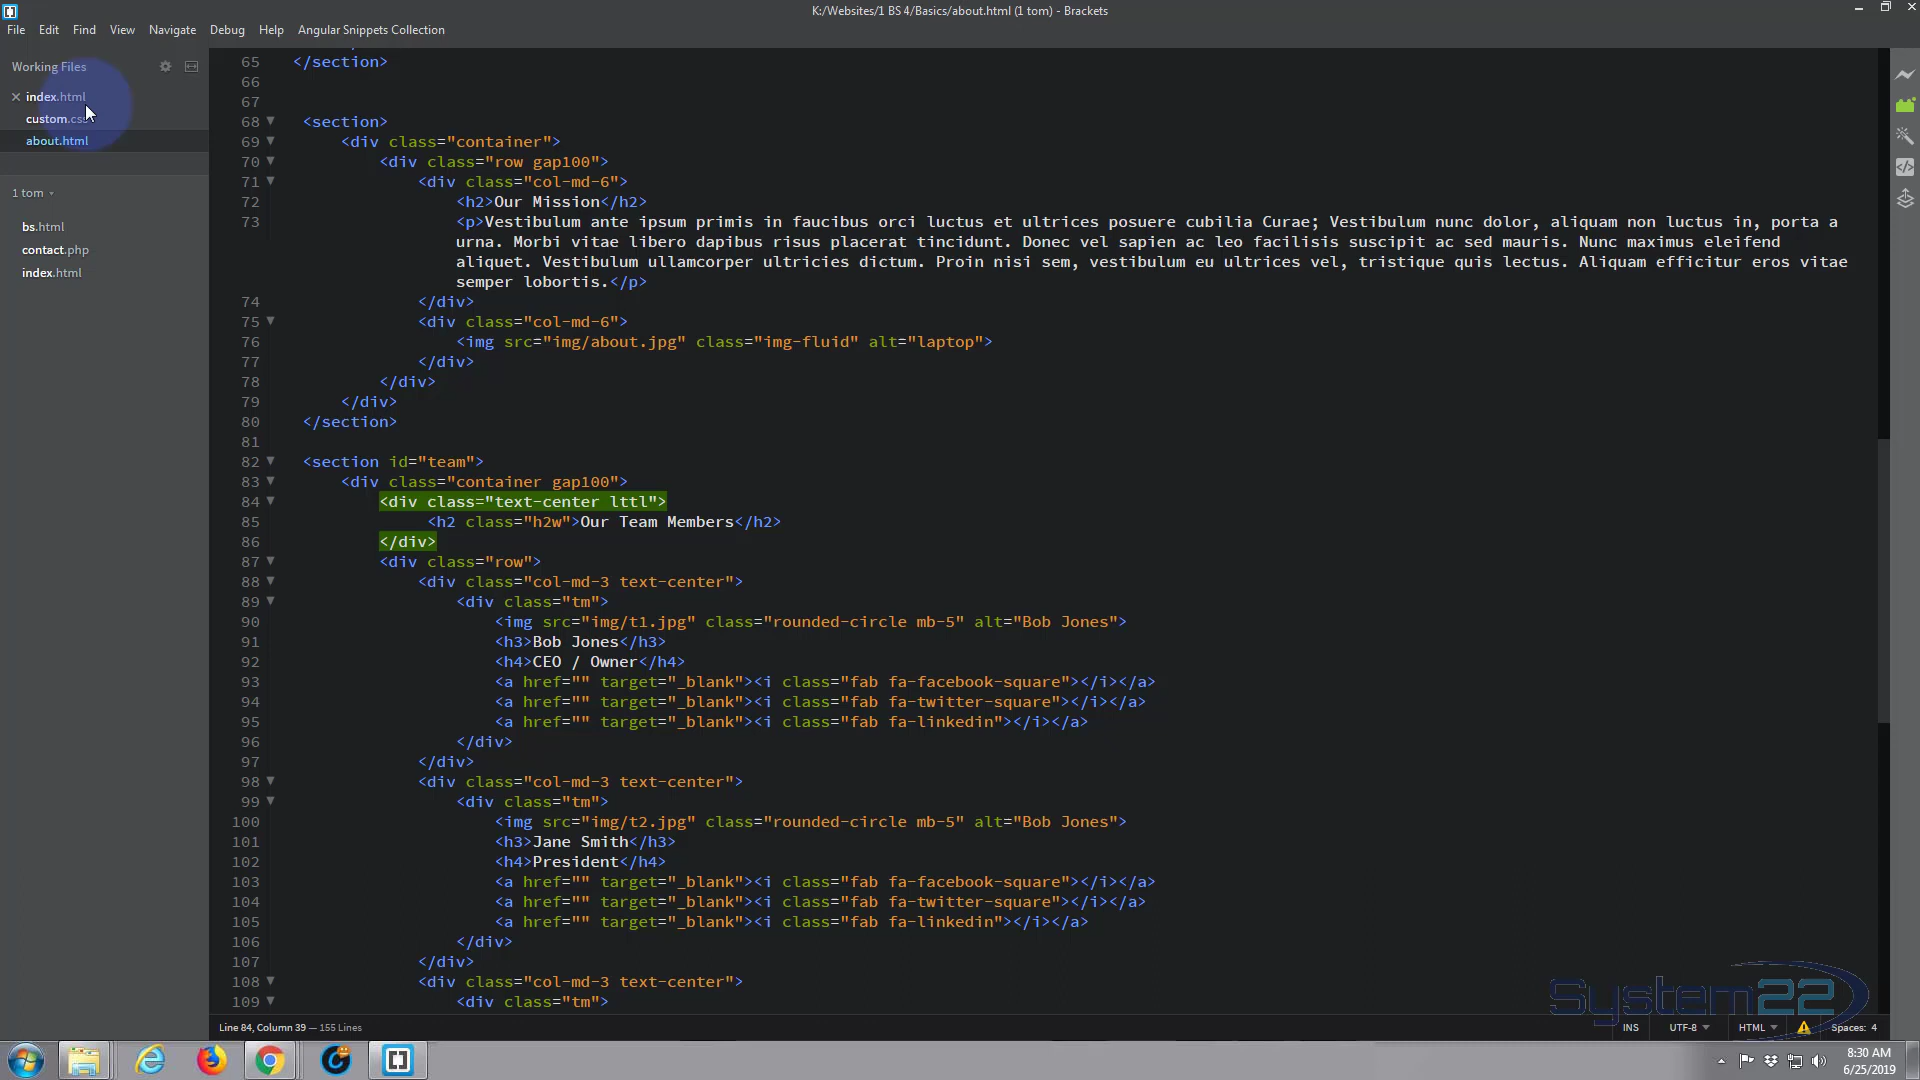 K:/Websites/1 BS 4/Basics/about.html (1 tom) - Brackets
File Edit Find View Navigate Debug Help Angular Snippets Collection
Working Files
index.html
custom.css
about.html
1 tom
bs.html
contact.php
index.html
65 </section>
66
67
68 <section>
69 <div class="container">
70 <div class="row gap100">
71 <div class="col-md-6">
72 <h2>Our Mission</h2>
73 <p>Vestibulum ante ipsum primis in faucibus orci luctus et ultrices posuere cubilia Curae; Vestibulum nunc dolor, aliquam non luctus in, porta a
urna. Morbi vitae libero dapibus risus placerat tincidunt. Donec vel sapien ac leo facilisis suscipit ac sed mauris. Nunc maximus eleifend
aliquet. Vestibulum ullamcorper ultricies dictum. Proin nisi sem, vestibulum eu ultrices vel, tristique quis lectus. Aliquam efficitur eros vitae
semper lobortis.</p>
74 </div>
75 <div class="col-md-6">
76 <img src="img/about.jpg" class="img-fluid" alt="laptop">
77 </div>
78 </div>
79 </div>
80 </section>
81
82 <section id="team">
83 <div class="container gap100">
84 <div class="text-center lttl">
85 <h2 class="h2w">Our Team Members</h2>
86 </div>
87 <div class="row">
88 <div class="col-md-3 text-center">
89 <div class="tm">
90 <img src="img/t1.jpg" class="rounded-circle mb-5" alt="Bob Jones">
91 <h3>Bob Jones</h3>
92 <h4>CEO / Owner</h4>
93 <a href="" target="_blank"><i class="fab fa-facebook-square"></i></a>
94 <a href="" target="_blank"><i class="fab fa-twitter-square"></i></a>
95 <a href="" target="_blank"><i class="fab fa-linkedin"></i></a>
96 </div>
97 </div>
98 <div class="col-md-3 text-center">
99 <div class="tm">
100 <img src="img/t2.jpg" class="rounded-circle mb-5" alt="Bob Jones">
101 <h3>Jane Smith</h3>
102 <h4>President</h4>
103 <a href="" target="_blank"><i class="fab fa-facebook-square"></i></a>
104 <a href="" target="_blank"><i class="fab fa-twitter-square"></i></a>
105 <a href="" target="_blank"><i class="fab fa-linkedin"></i></a>
106 </div>
107 </div>
108 <div class="col-md-3 text-center">
109 <div class="tm">
System22
Line 84, Column 39 — 155 Lines
INS UTF-8 HTML Spaces: 4
8:30 AM
6/25/2019